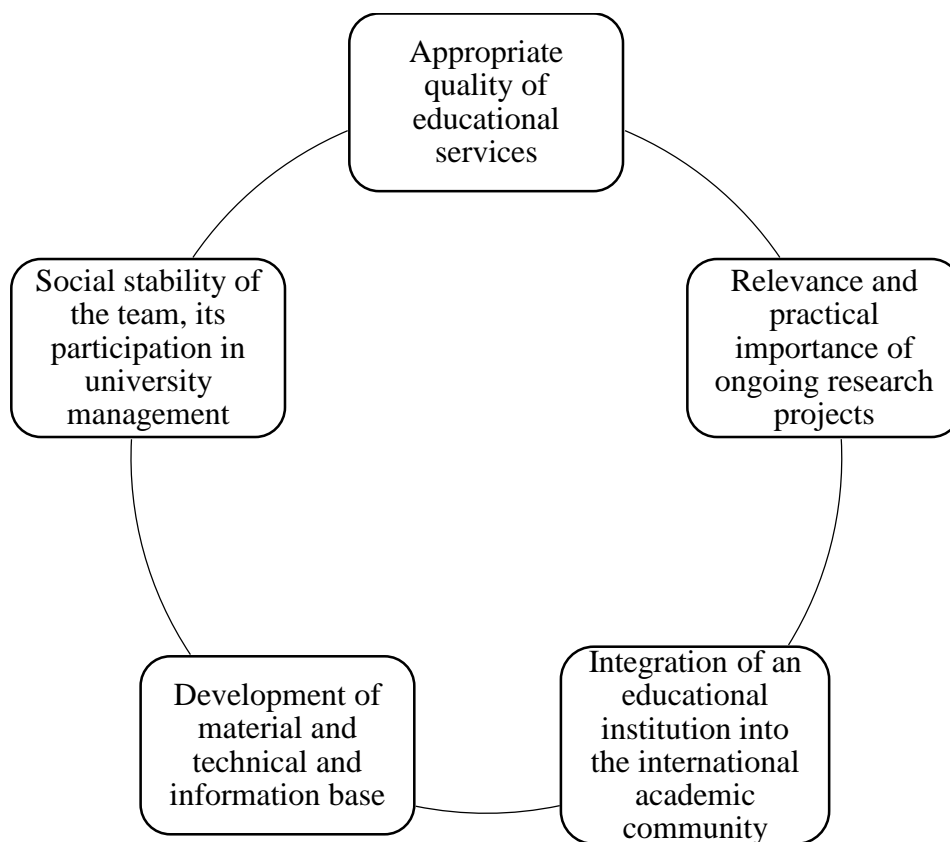 Appropriate
quality of
educational
services
Relevance and
practical
importance of
ongoing research
projects
Integration of an
educational
institution into
the international
academic
community
Development of
material and
technical and
information base
Social stability of
the team, its
participation in
university
management